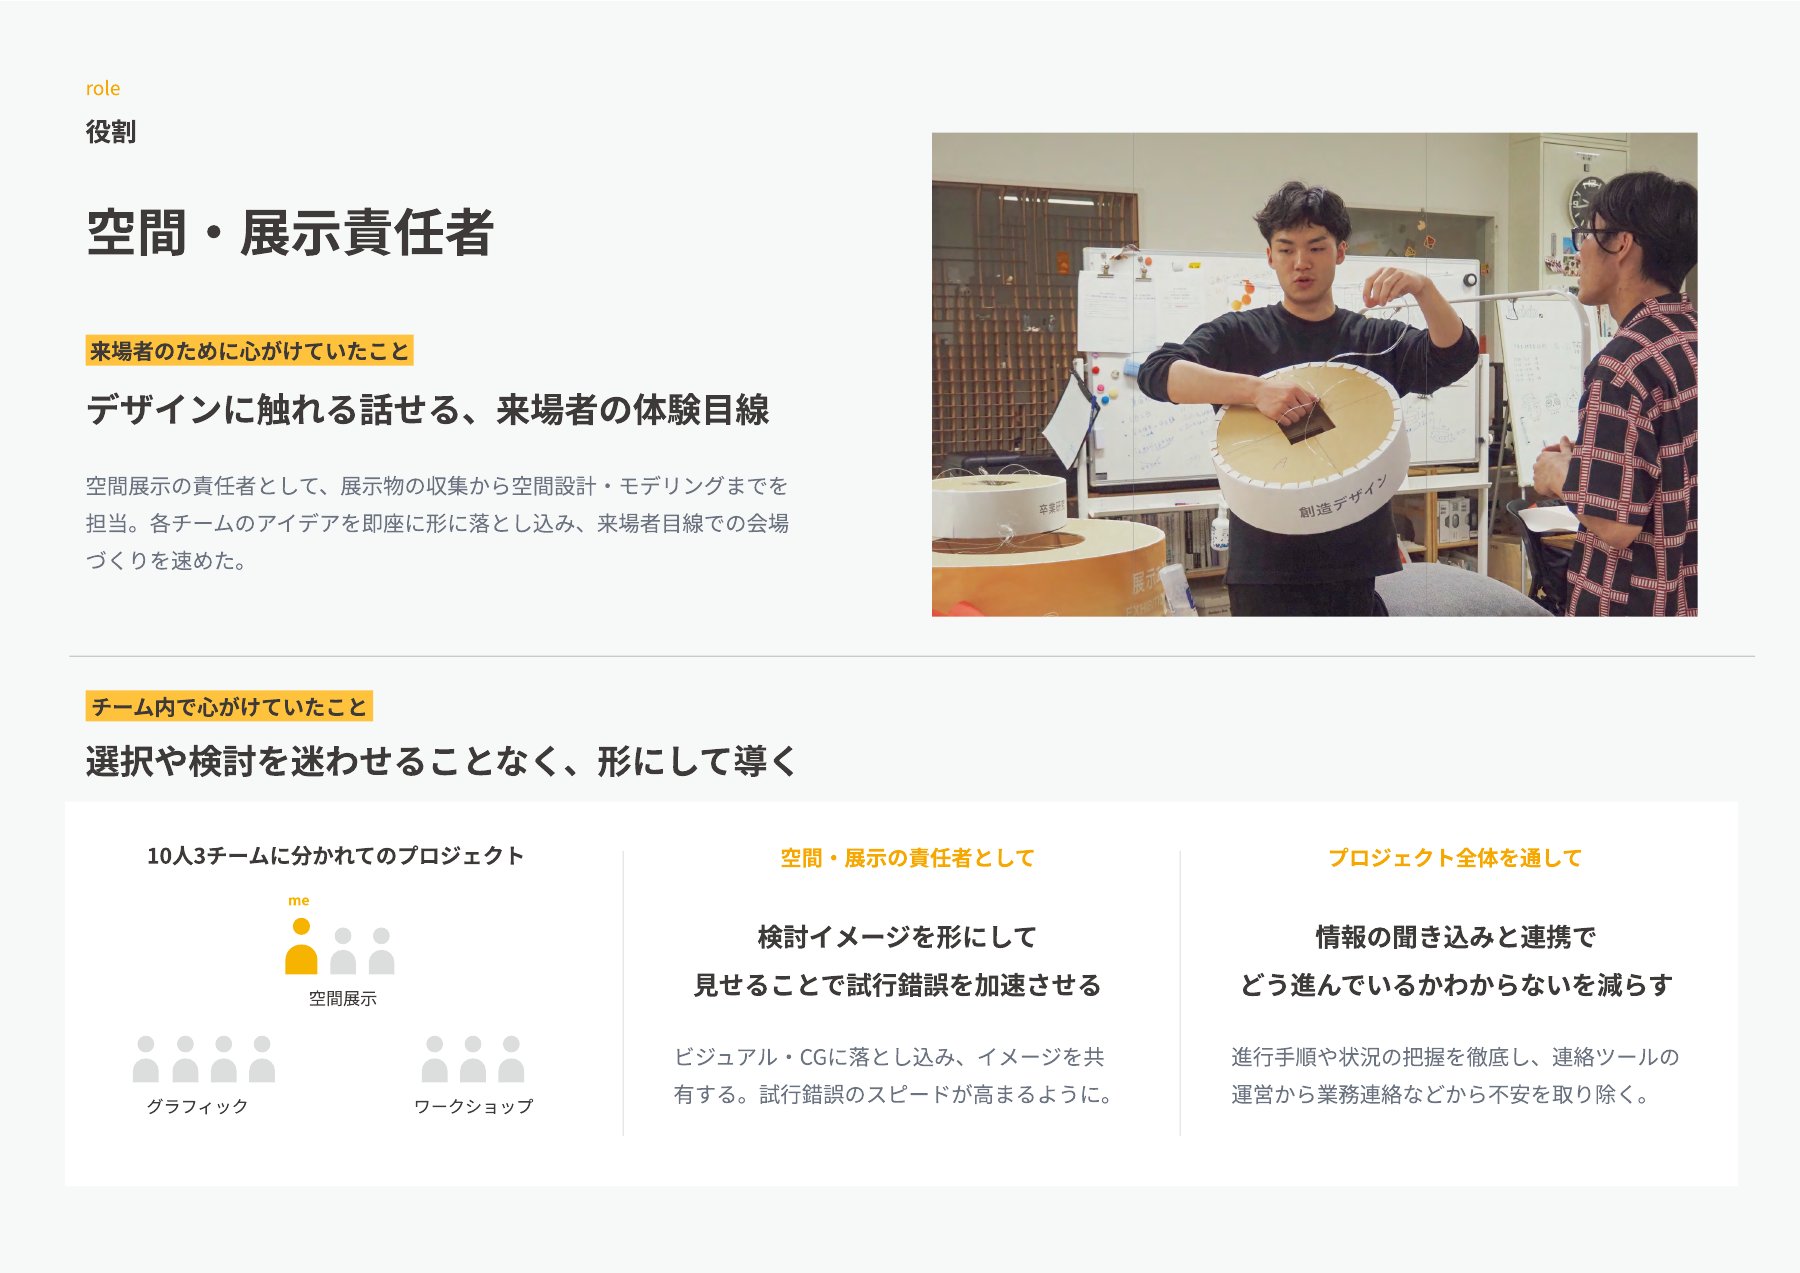 role
役割
空間・展示責任者
来場者のために心がけていたこと
デザインに触れる話せる、来場者の体験目線
空間展示の責任者として、展示物の収集から空間設計・モデリングまでを
担当。各チームのアイデアを即座に形に落とし込み、来場者目線での会場
づくりを速めた。
創造デザイン
卒業研
展示
チーム内で心がけていたこと
選択や検討を迷わせることなく、形にして導く
10人3チームに分かれてのプロジェクト
me
空間展示
グラフィック
ワークショップ
空間・展示の責任者として
検討イメージを形にして
見せることで試行錯誤を加速させる
ビジュアル・CGに落とし込み、イメージを共
有する。試行錯誤のスピードが高まるように。
プロジェクト全体を通して
情報の聞き込みと連携で
どう進んでいるかわからないを減らす
進行手順や状況の把握を徹底し、連絡ツールの
運営から業務連絡などから不安を取り除く。